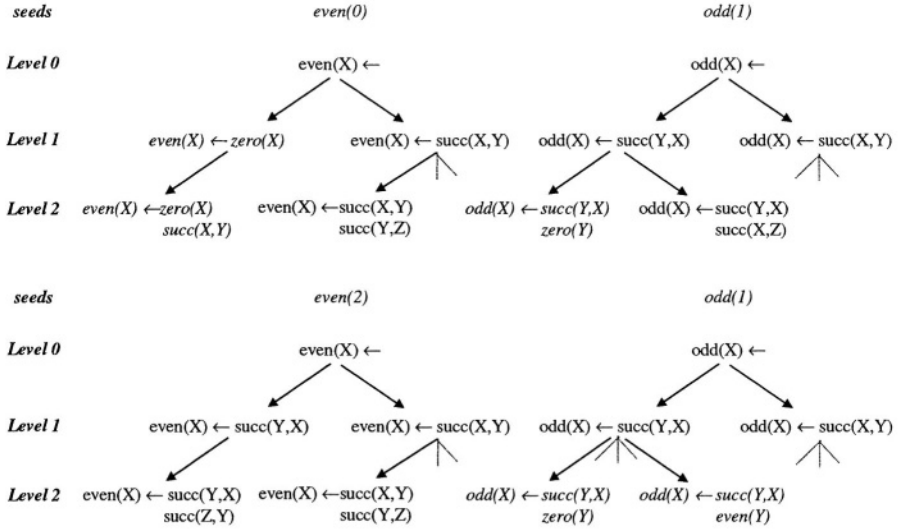 seeds even(0) odd(1)
Level 0 even(X) ← odd(X) ←
Level 1 even(X) ← zero(X) even(X) ← succ(X,Y) odd(X) ← succ(Y,X) odd(X) ← succ(X,Y)
Level 2 even(X) ← zero(X) even(X) ← succ(X,Y) odd(X) ← succ(Y,X) odd(X) ← succ(Y,X)
succ(X,Y) succ(Y,Z) zero(Y) succ(X,Z)
seeds even(2) odd(1)
Level 0 even(X) ← odd(X) ←
Level 1 even(X) ← succ(Y,X) even(X) ← succ(X,Y) odd(X) ← succ(Y,X) odd(X) ← succ(X,Y)
Level 2 even(X) ← succ(Y,X) even(X) ← succ(X,Y) odd(X) ← succ(Y,X) odd(X) ← succ(Y,X)
succ(Z,Y) succ(Y,Z) zero(Y) even(Y)